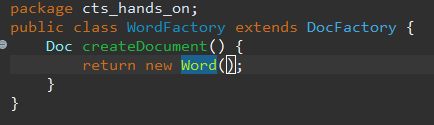 package cts_hands_on;
public class WordFactory extends DocFactory {
    Doc createDocument() {
        return new Word();
    }
}